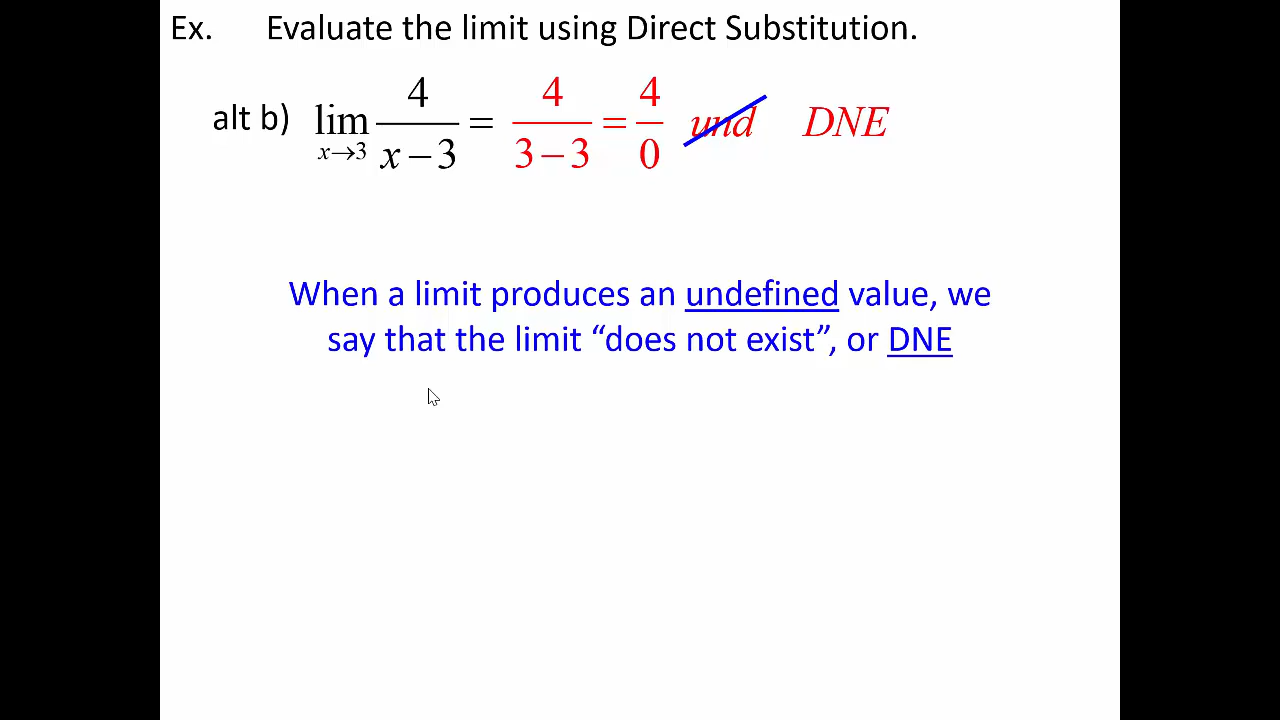 Ex. Evaluate the limit using Direct Substitution.
alt b) lim x→3 4/(x − 3) = 4/(3 − 3) = 4/0 und DNE
When a limit produces an undefined value, we
say that the limit “does not exist”, or DNE